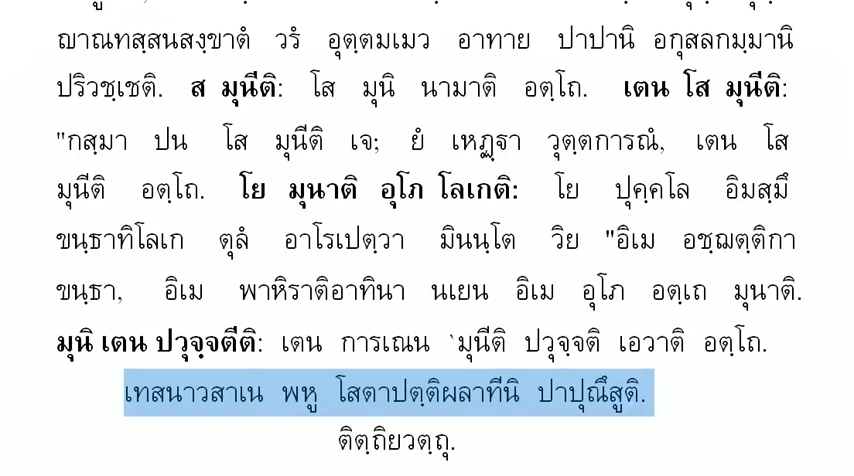 ญาณทสฺสนสงฺขาตํ วรํ อุตฺตมเมว อาทาย ปาปานิ อกุสลกมฺมานิ
ปริวชฺเชติ. ส มุนีติ: โส มุนิ นามาติ อตฺโถ. เตน โส มุนีติ:
"กสฺมา ปน โส มุนีติ เจ; ยํ เหฏฺฐา วุตฺตการณํ, เตน โส
มุนีติ อตฺโถ. โย มุนาติ อุโภ โลเกติ: โย ปุคฺคโล อิมสฺมึ
ขนฺธาทิโลเก ตุลํ อาโรเปตฺวา มินนฺโต วิย "อิเม อชฺฌตฺติกา
ขนฺธา, อิเม พาหิราติอาทินา นเยน อิเม อุโภ อตฺเถ มุนาติ.
มุนิ เตน ปวุจฺจตีติ: เตน การเณน `มุนีติ ปวุจฺจติ เอวาติ อตฺโถ.
เทสนาวสาเน พหู โสตาปตฺติผลาทีนิ ปาปุณึสูติ.
ติตฺถิยวตฺถุ.